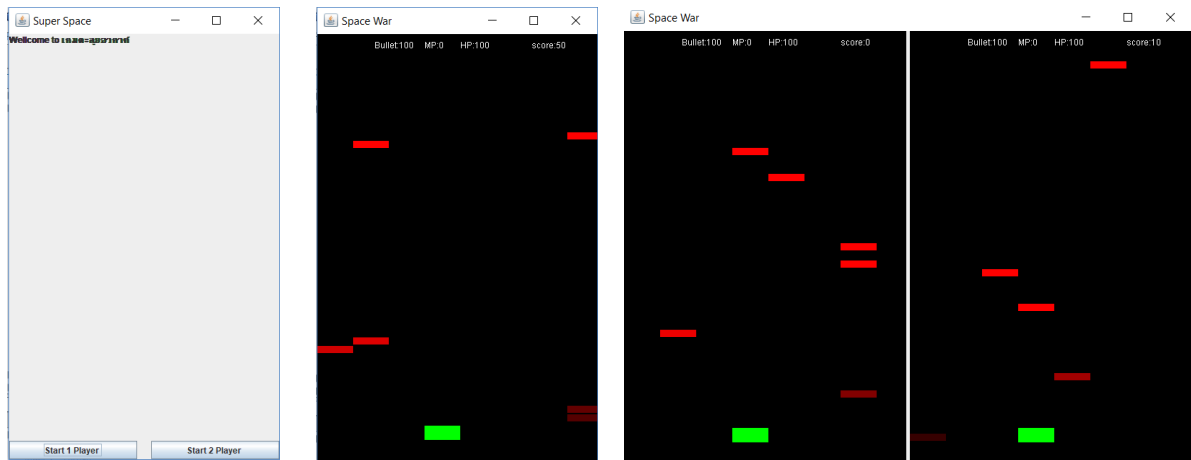 Super Space
Wellcome to
Start 1 Player
Start 2 Player
Space War
Bullet:100 MP:0 HP:100 score:50
Space War
Bullet:100 MP:0 HP:100 score:0
Bullet:100 MP:0 HP:100 score:10